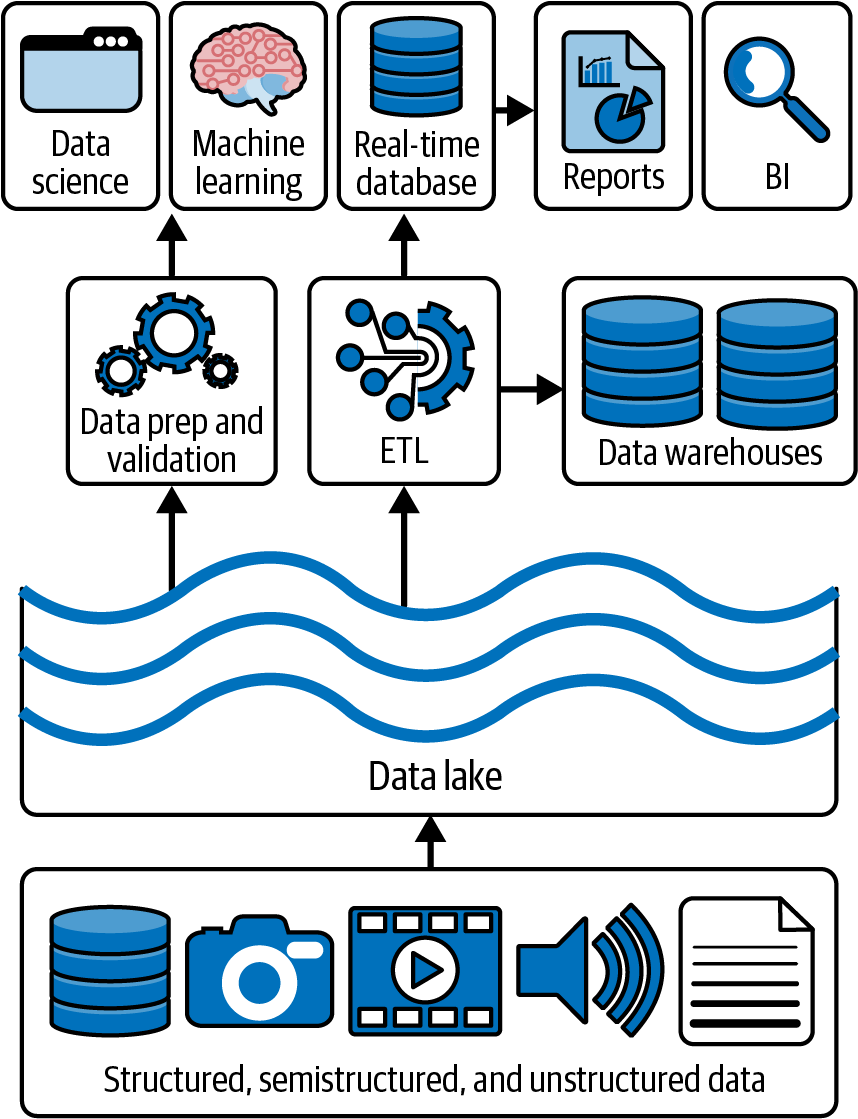 Data
science
Machine
learning
Real-time
database
Reports
BI
Data prep and
validation
ETL
Data warehouses
Data lake
Structured, semistructured, and unstructured data